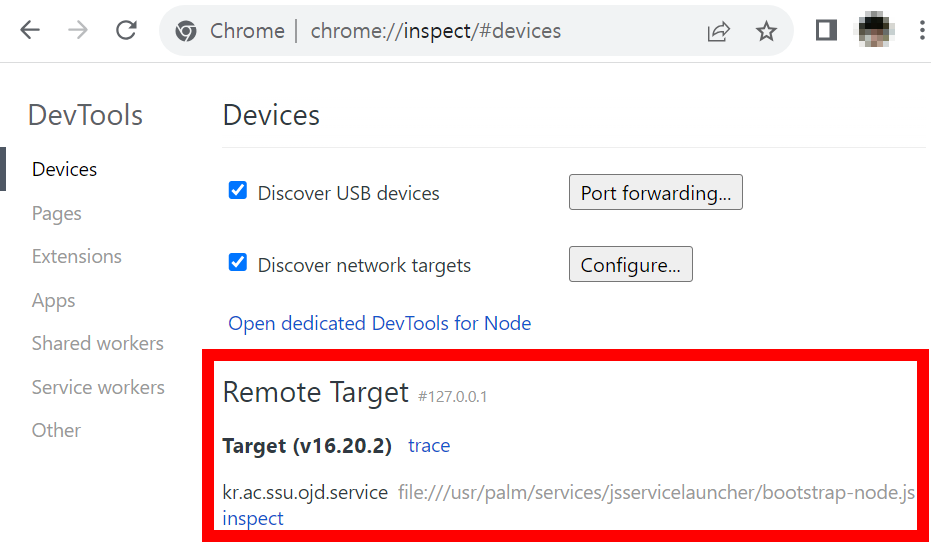 Chrome | chrome://inspect/#devices
DevTools
Devices
Pages
Extensions
Apps
Shared workers
Service workers
Other
Devices
Discover USB devices
Port forwarding...
Discover network targets
Configure...
Open dedicated DevTools for Node
Remote Target #127.0.0.1
Target (v16.20.2) trace
kr.ac.ssu.ojd.service file:///usr/palm/services/jsservicelauncher/bootstrap-node.js
inspect